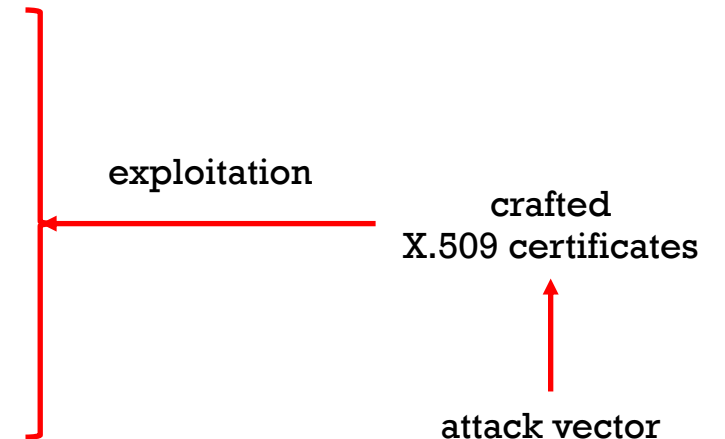 exploitation
crafted
X.509 certificates
attack vector